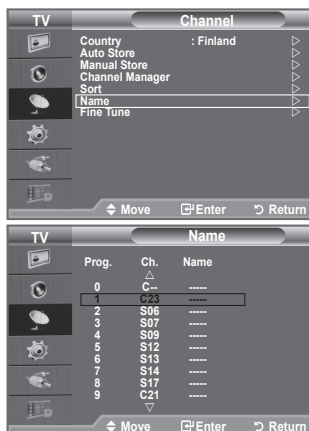 TV Channel
Country : Finland ▷
Auto Store ▷
Manual Store ▷
Channel Manager ▷
Sort ▷
Name ▷
Fine Tune ▷
Move Enter Return
TV Name
Prog. Ch. Name
△
0 C-- -----
1 C23 -----
2 S06 -----
3 S07 -----
4 S09 -----
5 S12 -----
6 S13 -----
7 S14 -----
8 S17 -----
9 C21 -----
▽
Move Enter Return